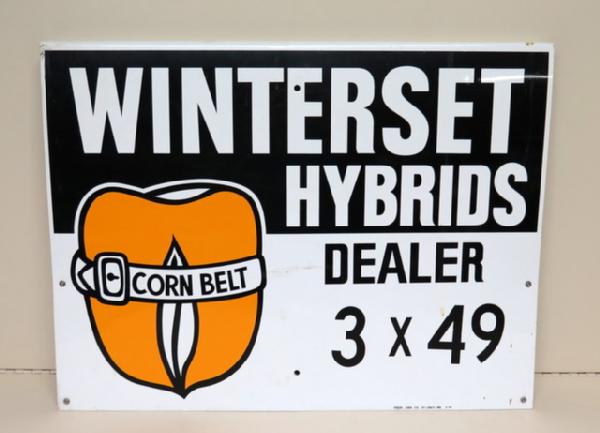 WINTERSET
HYBRIDS
DEALER
CORN BELT
3 x 49